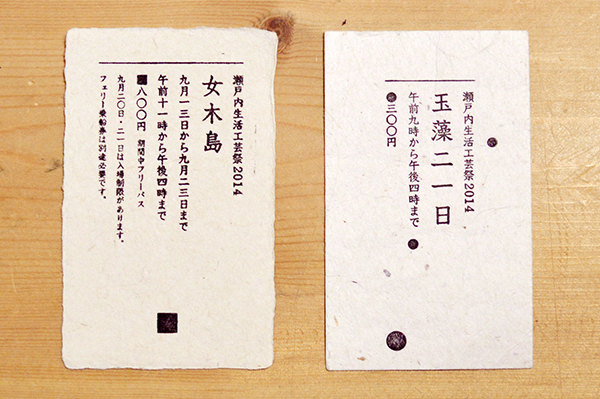 瀬戸内生活工芸祭2014
女木島
九月一三日から九月二三日まで
午前十一時から午後四時まで
八〇〇円 期間中フリーパス
九月二〇日・二一日は入場制限があります。
フェリー乗船券は別途必要です。
瀬戸内生活工芸祭2014
玉藻二一日
午前九時から午後四時まで
三〇〇円